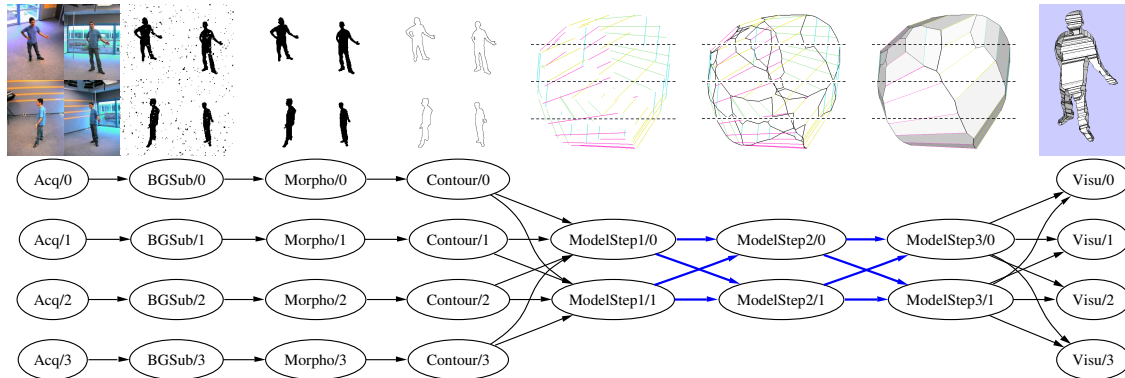 Acq/0 BGSub/0 Morpho/0 Contour/0 Visu/0
Acq/1 BGSub/1 Morpho/1 Contour/1 ModelStep1/0 ModelStep2/0 ModelStep3/0 Visu/1
Acq/2 BGSub/2 Morpho/2 Contour/2 ModelStep1/1 ModelStep2/1 ModelStep3/1 Visu/2
Acq/3 BGSub/3 Morpho/3 Contour/3 Visu/3